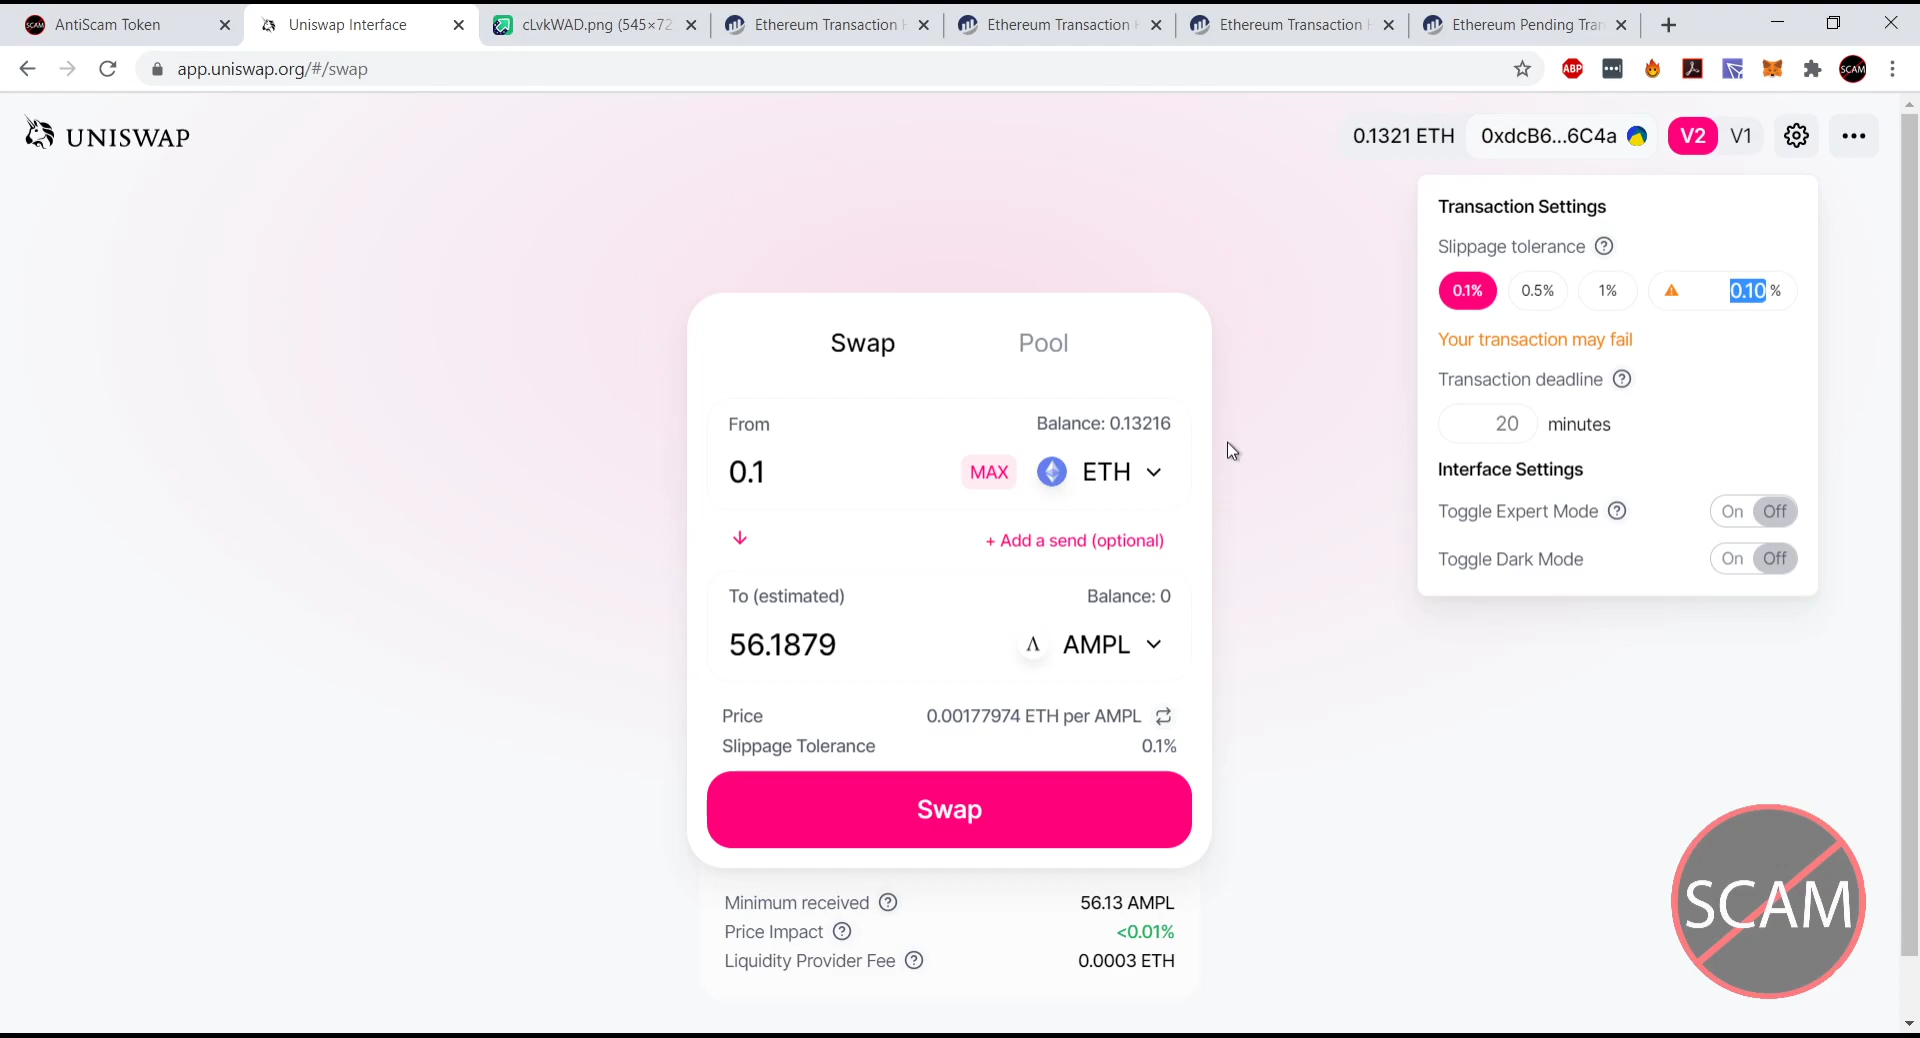 AntiScam Token
Uniswap Interface
cLvkWAD.png (545×72
Ethereum Transaction
Ethereum Transaction
Ethereum Transaction
Ethereum Pending Tran
app.uniswap.org/#/swap
ABP
SCAM
UNISWAP
0.1321 ETH
0xdcB6...6C4a
V2
V1
Transaction Settings
Slippage tolerance ?
0.1%
0.5%
1%
0.10 %
Your transaction may fail
Transaction deadline ?
20 minutes
Interface Settings
Toggle Expert Mode ? On Off
Toggle Dark Mode On Off
Swap Pool
From Balance: 0.13216
0.1 MAX ETH
+ Add a send (optional)
To (estimated) Balance: 0
56.1879 AMPL
Price 0.00177974 ETH per AMPL
Slippage Tolerance 0.1%
Swap
Minimum received ? 56.13 AMPL
Price Impact ? <0.01%
Liquidity Provider Fee ? 0.0003 ETH
SCAM